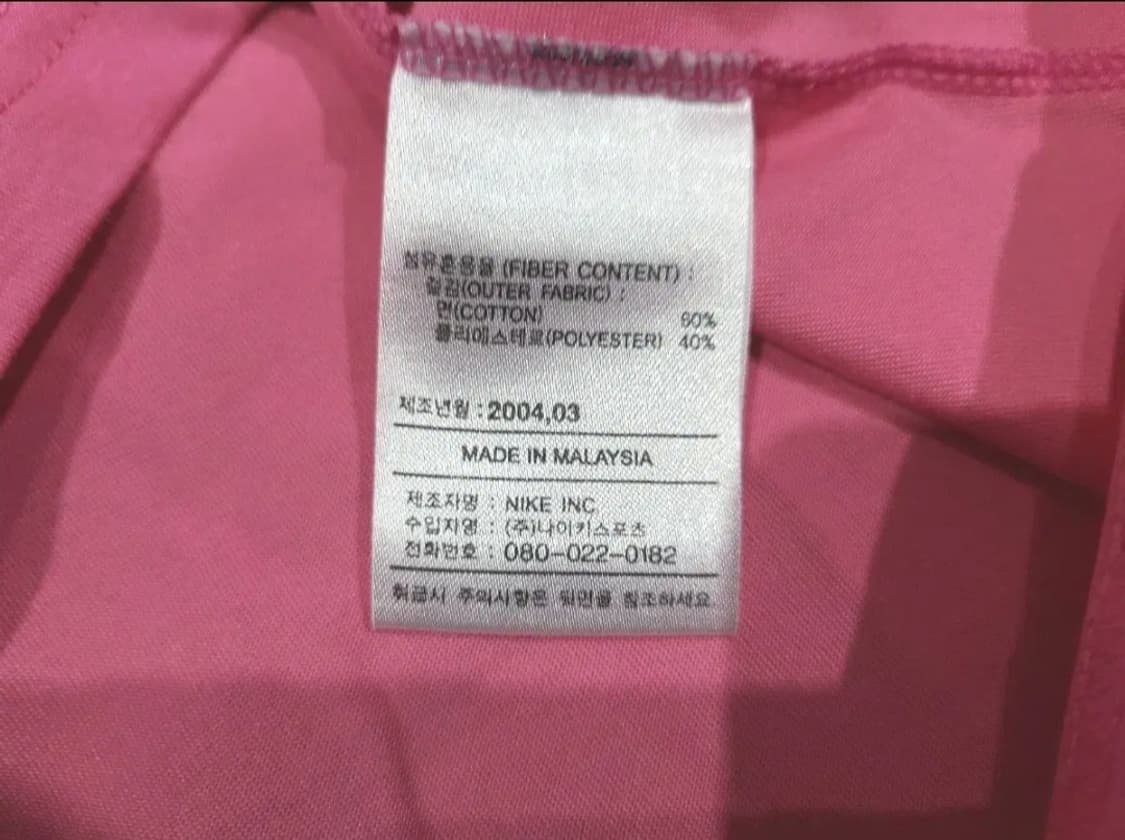 섬유혼용율 (FIBER CONTENT) :
겉감(OUTER FABRIC) :
면(COTTON) 60%
폴리에스테르(POLYESTER) 40%
제조년월 : 2004,03
MADE IN MALAYSIA
제조자명 : NIKE INC
수입자명 : (주)나이키스포츠
전화번호 : 080-022-0182
취급시 주의사항은 뒷면을 참조하세요